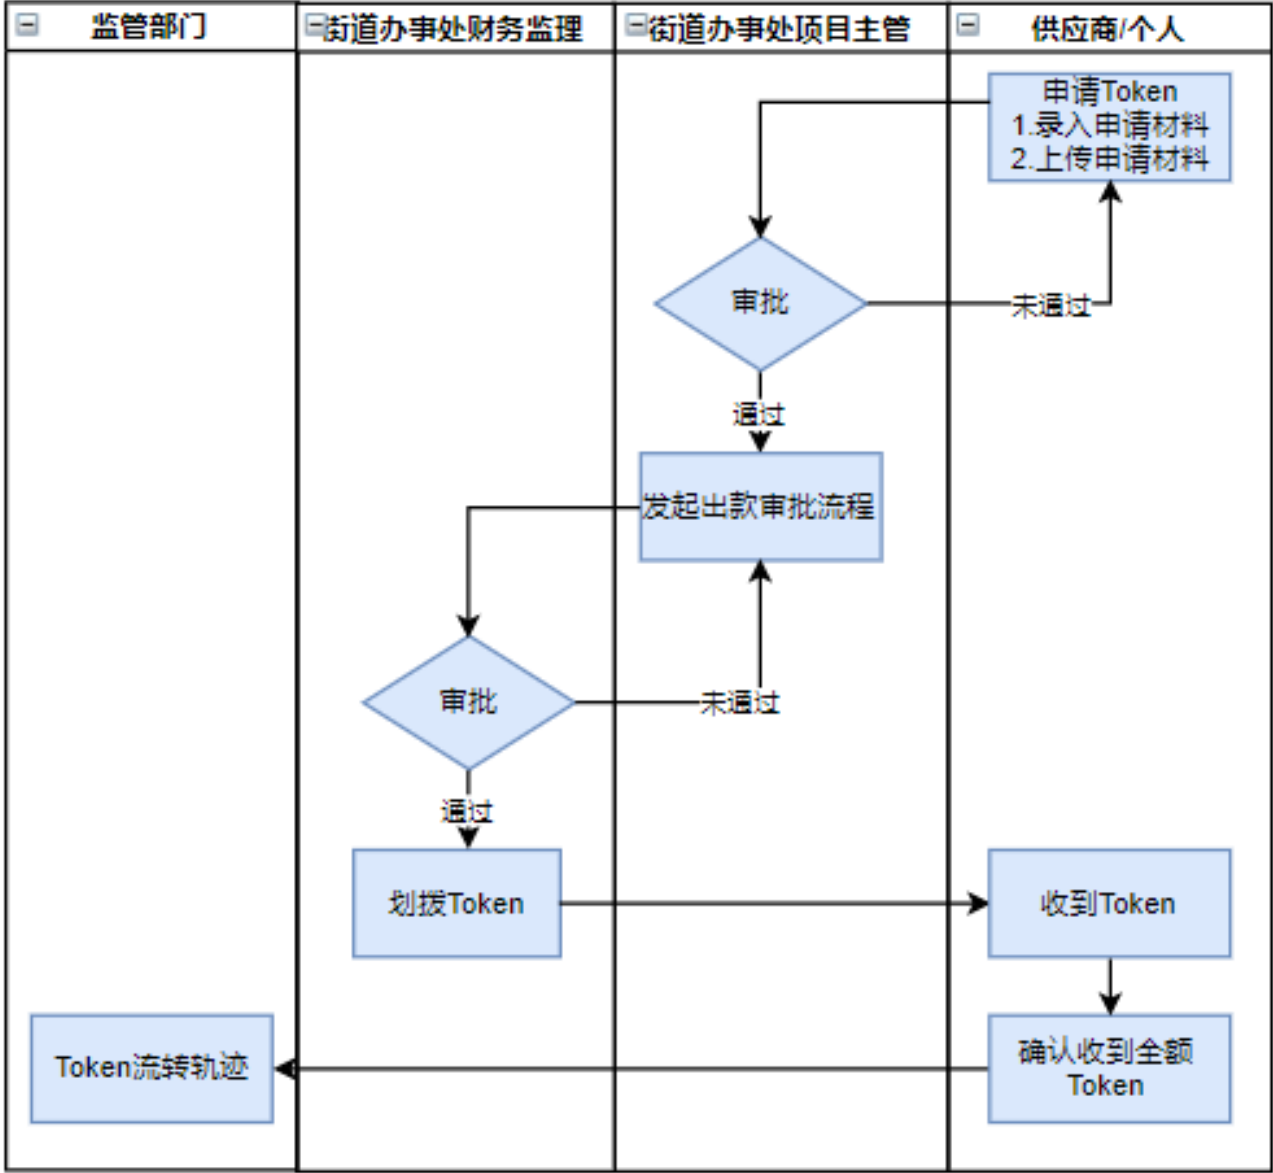 监管部门
街道办事处财务监理
街道办事处项目主管
供应商/个人
申请Token
1.录入申请材料
2.上传申请材料
审批
未通过
通过
发起出款审批流程
审批
未通过
通过
划拨Token
收到Token
Token流转轨迹
确认收到全额
Token